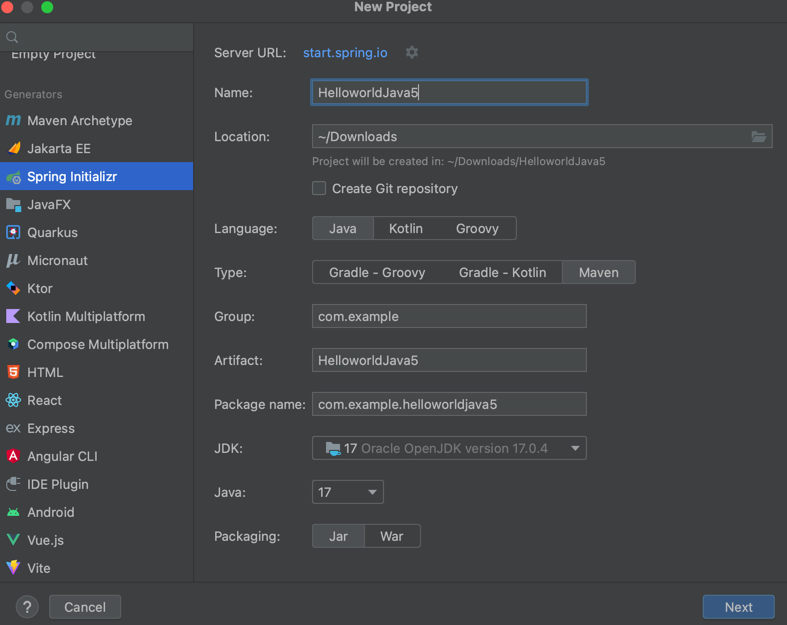 New Project
Empty Project
Generators
Maven Archetype
Jakarta EE
Spring Initializr
JavaFX
Quarkus
Micronaut
Ktor
Kotlin Multiplatform
Compose Multiplatform
HTML
React
ex Express
Angular CLI
IDE Plugin
Android
Vue.js
Vite
Server URL: start.spring.io
Name: HelloworldJava5
Location: ~/Downloads
Project will be created in: ~/Downloads/HelloworldJava5
Create Git repository
Language: Java Kotlin Groovy
Type: Gradle - Groovy Gradle - Kotlin Maven
Group: com.example
Artifact: HelloworldJava5
Package name: com.example.helloworldjava5
JDK: 17 Oracle OpenJDK version 17.0.4
Java: 17
Packaging: Jar War
? Cancel Next